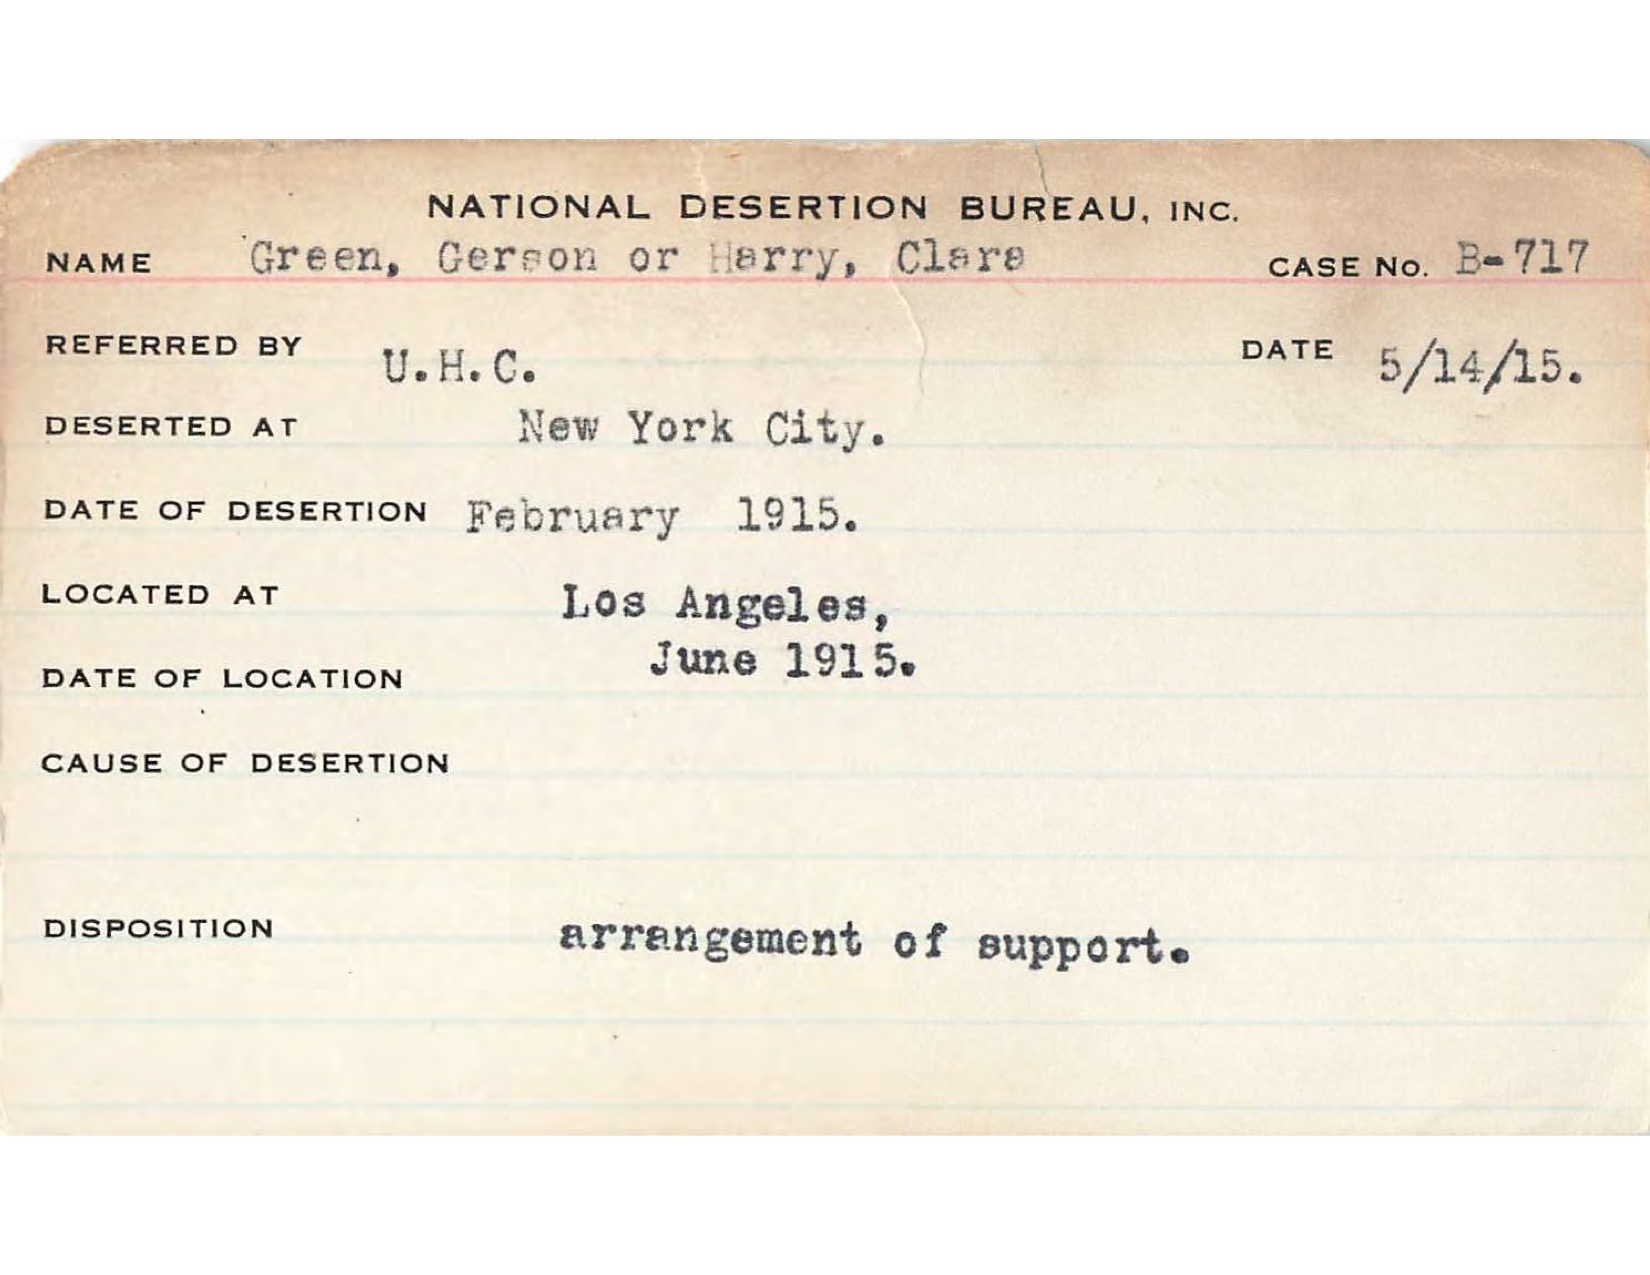 NATIONAL DESERTION BUREAU, INC.
NAME Green, Gerson or Harry, Clara CASE No. B-717
REFERRED BY U.H.C. DATE 5/14/15.
DESERTED AT New York City.
DATE OF DESERTION February 1915.
LOCATED AT Los Angeles,
DATE OF LOCATION June 1915.
CAUSE OF DESERTION
DISPOSITION arrangement of support.